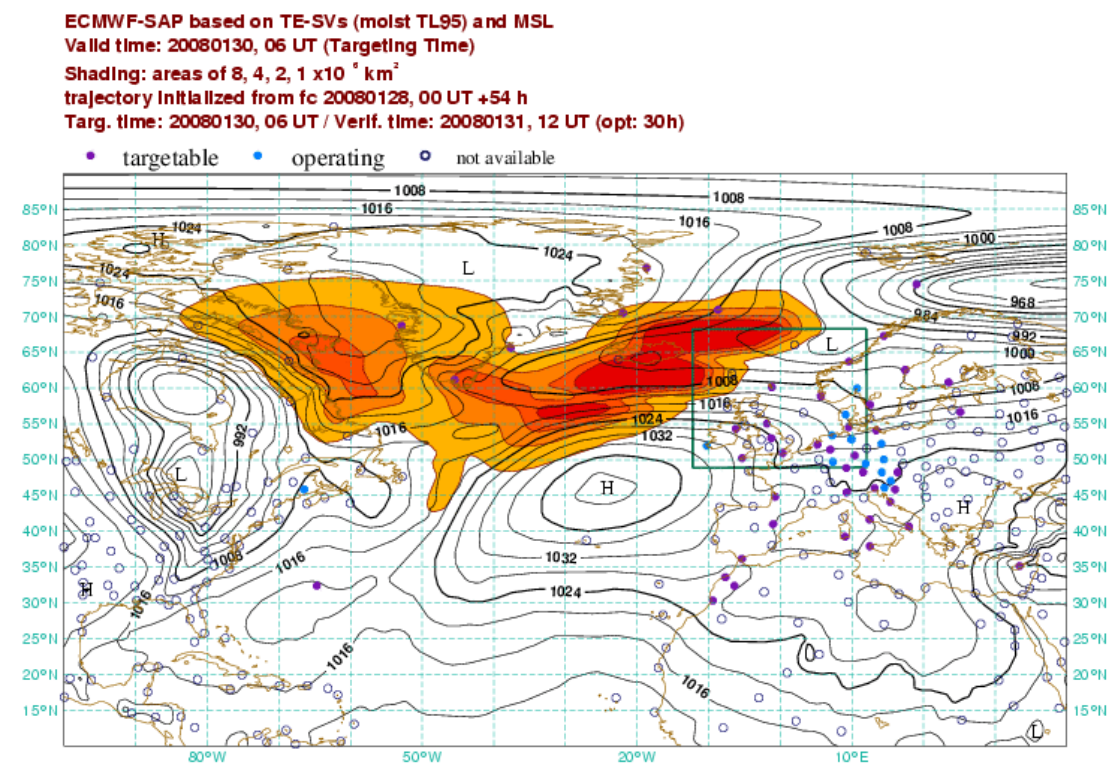 ECMWF-SAP based on TE-SVs (moist TL95) and MSL
Valid time: 20080130, 06 UT (Targeting Time)
Shading: areas of 8, 4, 2, 1 x10 ⁶ km²
trajectory initialized from fc 20080128, 00 UT +54 h
Targ. time: 20080130, 06 UT / Verif. time: 20080131, 12 UT (opt: 30h)
targetable operating not available
1008 1008
85°N 1016 1016 85°N
1024 1008
80°N H 1024 1000 80°N
L
75°N 1024 75°N
1016 968
70°N 984 70°N
992
65°N L 1000 65°N
60°N 1008 1008 60°N
1016 1016
55°N 992 1016 1024 55°N
1032
50°N L 50°N
45°N H H 45°N
40°N 40°N
35°N 1008 1016 1032 35°N
30°N H 1016 1024 30°N
25°N 25°N
20°N 1016 1016 20°N
15°N 15°N
L
80°W 50°W 20°W 10°E